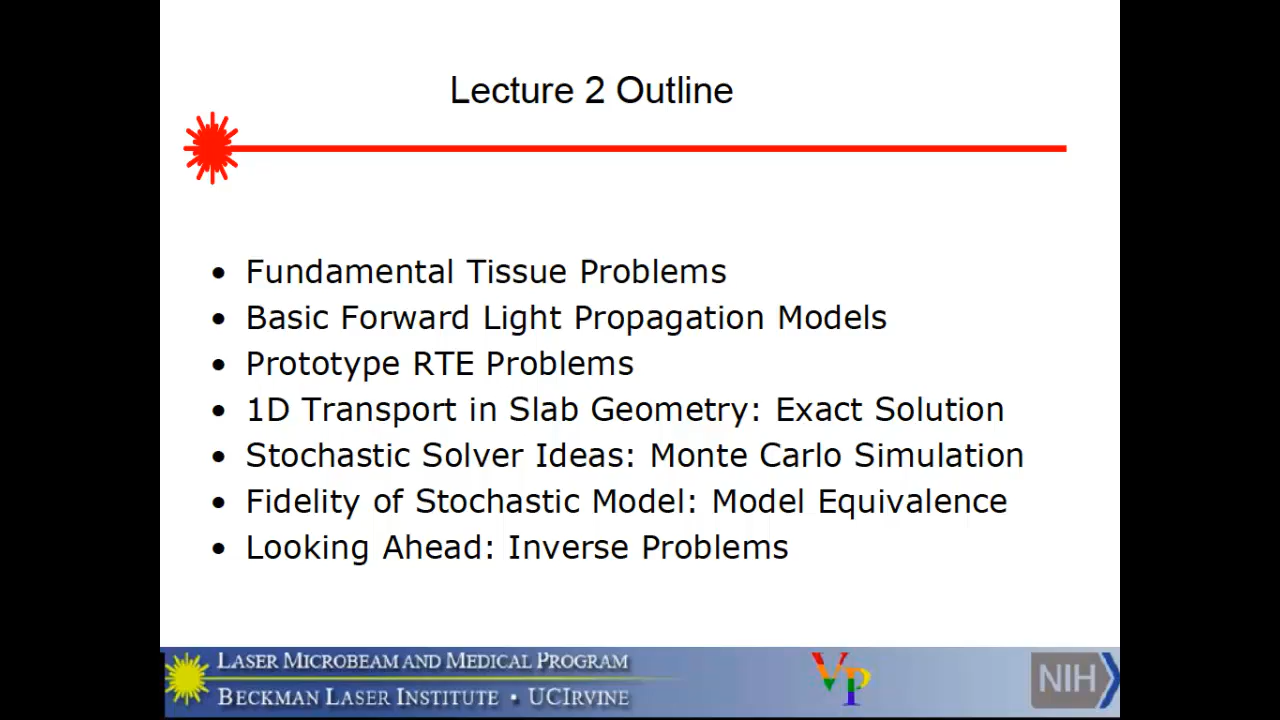 Lecture 2 Outline
• Fundamental Tissue Problems
• Basic Forward Light Propagation Models
• Prototype RTE Problems
• 1D Transport in Slab Geometry: Exact Solution
• Stochastic Solver Ideas: Monte Carlo Simulation
• Fidelity of Stochastic Model: Model Equivalence
• Looking Ahead: Inverse Problems
LASER MICROBEAM AND MEDICAL PROGRAM
BECKMAN LASER INSTITUTE • UCIRVINE
VP
NIH